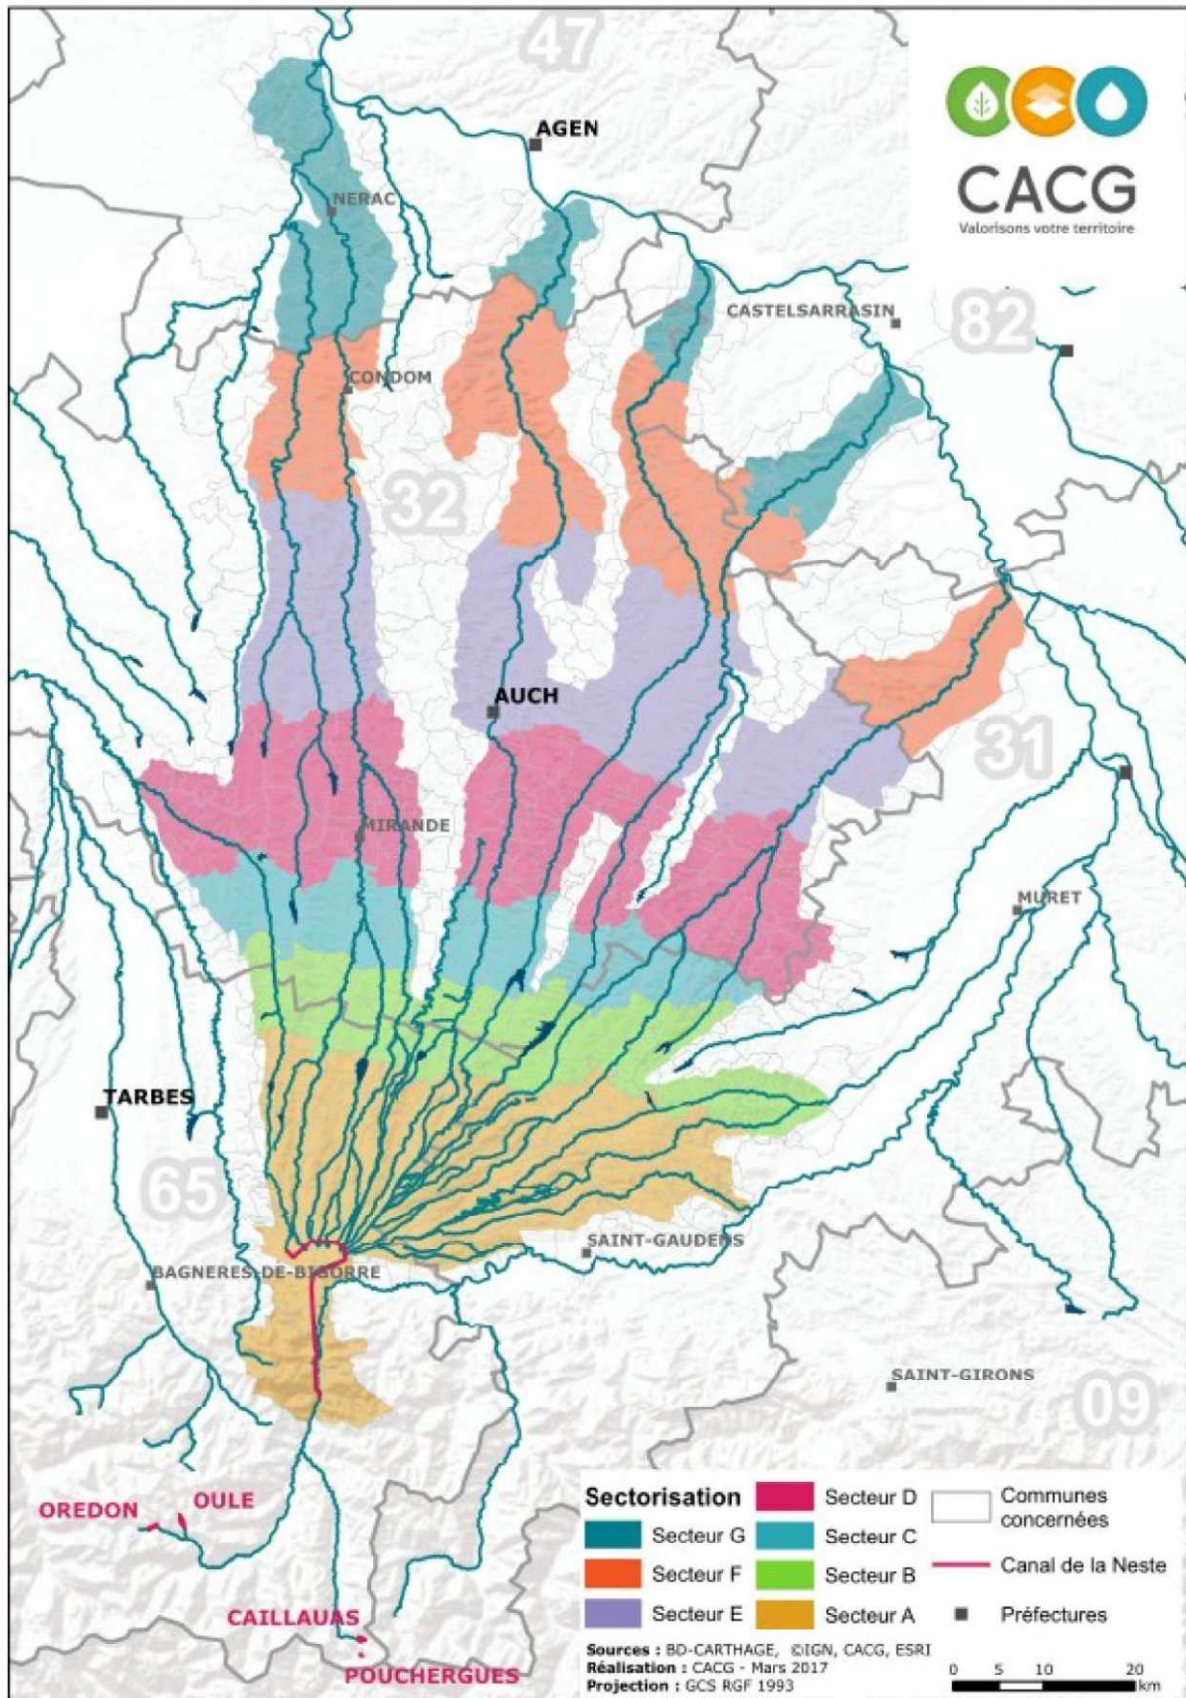 47
AGEN
CACG
Valorisons votre territoire
NERAC
CASTELSARRASIN
82
CONDOM
32
AUCH
31
MIRANDE
MURET
TARBES
65
SAINT-GAUDENS
BAGNERES-DE-BIGORRE
SAINT-GIRONS
09
OREDON
OULE
CAILLAUAS
POUCHERGUES
Sectorisation
Secteur G
Secteur F
Secteur E
Secteur D
Secteur C
Secteur B
Secteur A
Communes
concernées
Canal de la Neste
Préfectures
Sources : BD-CARTHAGE, ©IGN, CACG, ESRI
Réalisation : CACG - Mars 2017
Projection : GCS RGF 1993
0 5 10 20
km